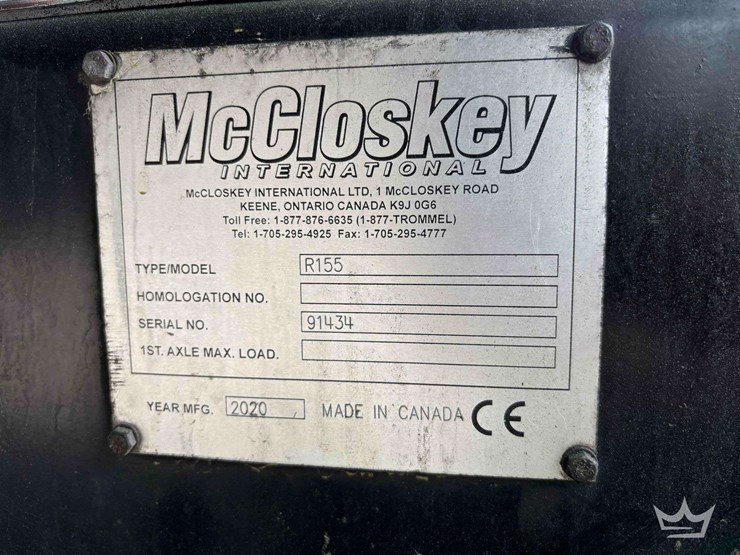 McCloskey
INTERNATIONAL
McCLOSKEY INTERNATIONAL LTD, 1 McCLOSKEY ROAD
KEENE, ONTARIO CANADA K9J 0G6
Toll Free: 1-877-876-6635 (1-877-TROMMEL)
Tel: 1-705-295-4925 Fax: 1-705-295-4777
TYPE/MODEL R155
HOMOLOGATION NO.
SERIAL NO. 91434
1ST. AXLE MAX. LOAD.
YEAR MFG. 2020 MADE IN CANADA CE